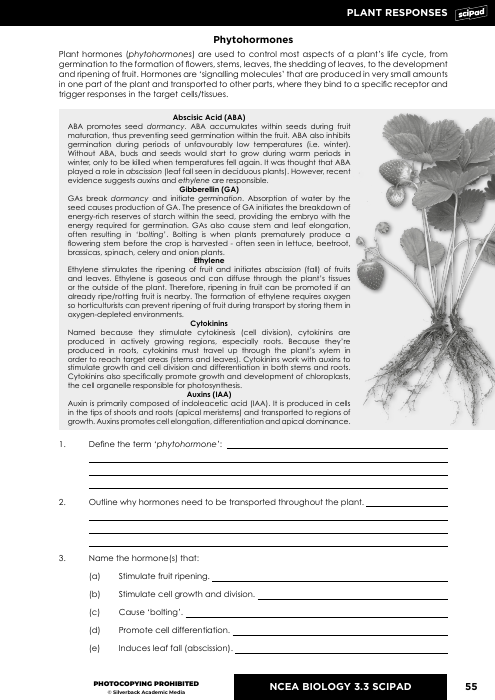 PLANT RESPONSES scipad
Phytohormones
Plant hormones (phytohormones) are used to control most aspects of a plant's life cycle, from
germination to the formation of flowers, stems, leaves, the shedding of leaves, to the development
and ripening of fruit. Hormones are 'signalling molecules' that are produced in very small amounts
in one part of the plant and transported to other parts, where they bind to a specific receptor and
trigger responses in the target cells/tissues.
Abscisic Acid (ABA)
ABA promotes seed dormancy. ABA accumulates within seeds during fruit
maturation, thus preventing seed germination within the fruit. ABA also inhibits
germination during periods of unfavourably low temperatures (i.e. winter).
Without ABA, buds and seeds would start to grow during warm periods in
winter, only to be killed when temperatures fell again. It was thought that ABA
played a role in abscission (leaf fall seen in deciduous plants). However, recent
evidence suggests auxins and ethylene are responsible.
Gibberellin (GA)
GAs break dormancy and initiate germination. Absorption of water by the
seed causes production of GA. The presence of GA initiates the breakdown of
energy-rich reserves of starch within the seed, providing the embryo with the
energy required for germination. GAs also cause stem and leaf elongation,
often resulting in 'bolting'. Bolting is when plants prematurely produce a
flowering stem before the crop is harvested - often seen in lettuce, beetroot,
brassicas, spinach, celery and onion plants.
Ethylene
Ethylene stimulates the ripening of fruit and initiates abscission (fall) of fruits
and leaves. Ethylene is gaseous and can diffuse through the plant's tissues
or the outside of the plant. Therefore, ripening in fruit can be promoted if an
already ripe/rotting fruit is nearby. The formation of ethylene requires oxygen
so horticulturists can prevent ripening of fruit during transport by storing them in
oxygen-depleted environments.
Cytokinins
Named because they stimulate cytokinesis (cell division), cytokinins are
produced in actively growing regions, especially roots. Because they're
produced in roots, cytokinins must travel up through the plant's xylem in
order to reach target areas (stems and leaves). Cytokinins work with auxins to
stimulate growth and cell division and differentiation in both stems and roots.
Cytokinins also specifically promote growth and development of chloroplasts,
the cell organelle responsible for photosynthesis.
Auxins (IAA)
Auxin is primarily composed of indoleacetic acid (IAA). It is produced in cells
in the tips of shoots and roots (apical meristems) and transported to regions of
growth. Auxins promotes cell elongation, differentiation and apical dominance.
1. Define the term 'phytohormone':
2. Outline why hormones need to be transported throughout the plant.
3. Name the hormone(s) that:
(a) Stimulate fruit ripening.
(b) Stimulate cell growth and division.
(c) Cause 'bolting'.
(d) Promote cell differentiation.
(e) Induces leaf fall (abscission).
PHOTOCOPYING PROHIBITED
© Silverback Academic Media
NCEA BIOLOGY 3.3 SCIPAD
55